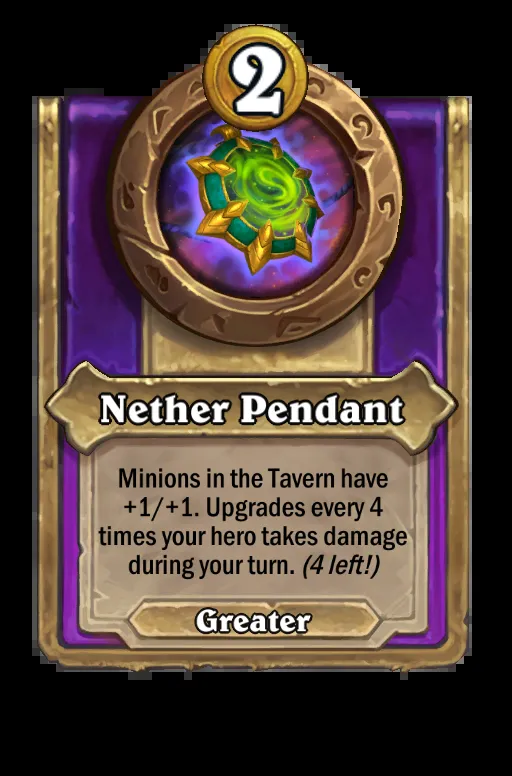 2
Nether Pendant
Minions in the Tavern have
+1/+1. Upgrades every 4
times your hero takes damage
during your turn. (4 left!)
Greater